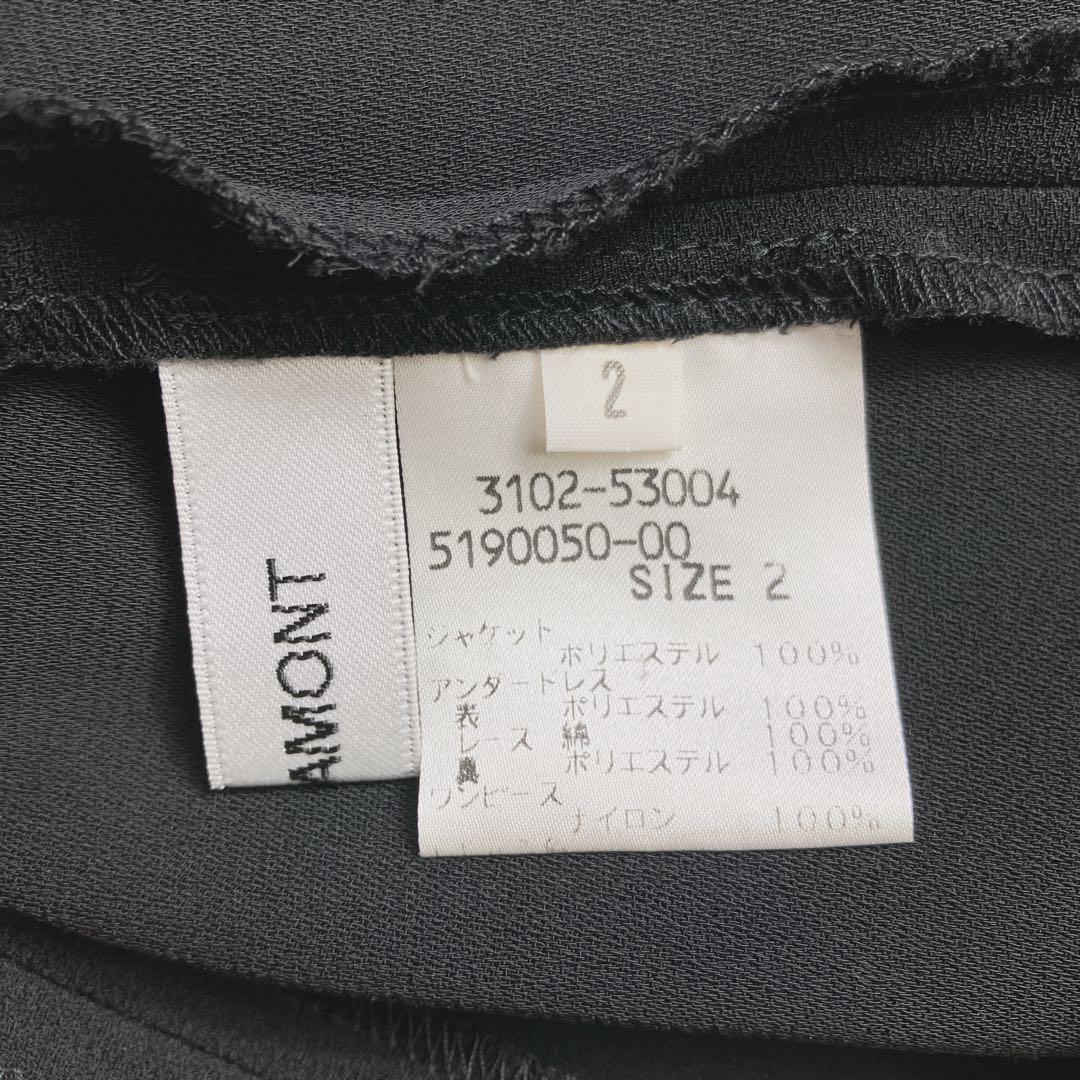 AMONT
2
3102-53004
5190050-00
SIZE 2
ジャケット
ポリエステル 100%
アンダードレス
表 ポリエステル 100%
レース 綿 100%
裏 ポリエステル 100%
ワンピース
ナイロン 100%